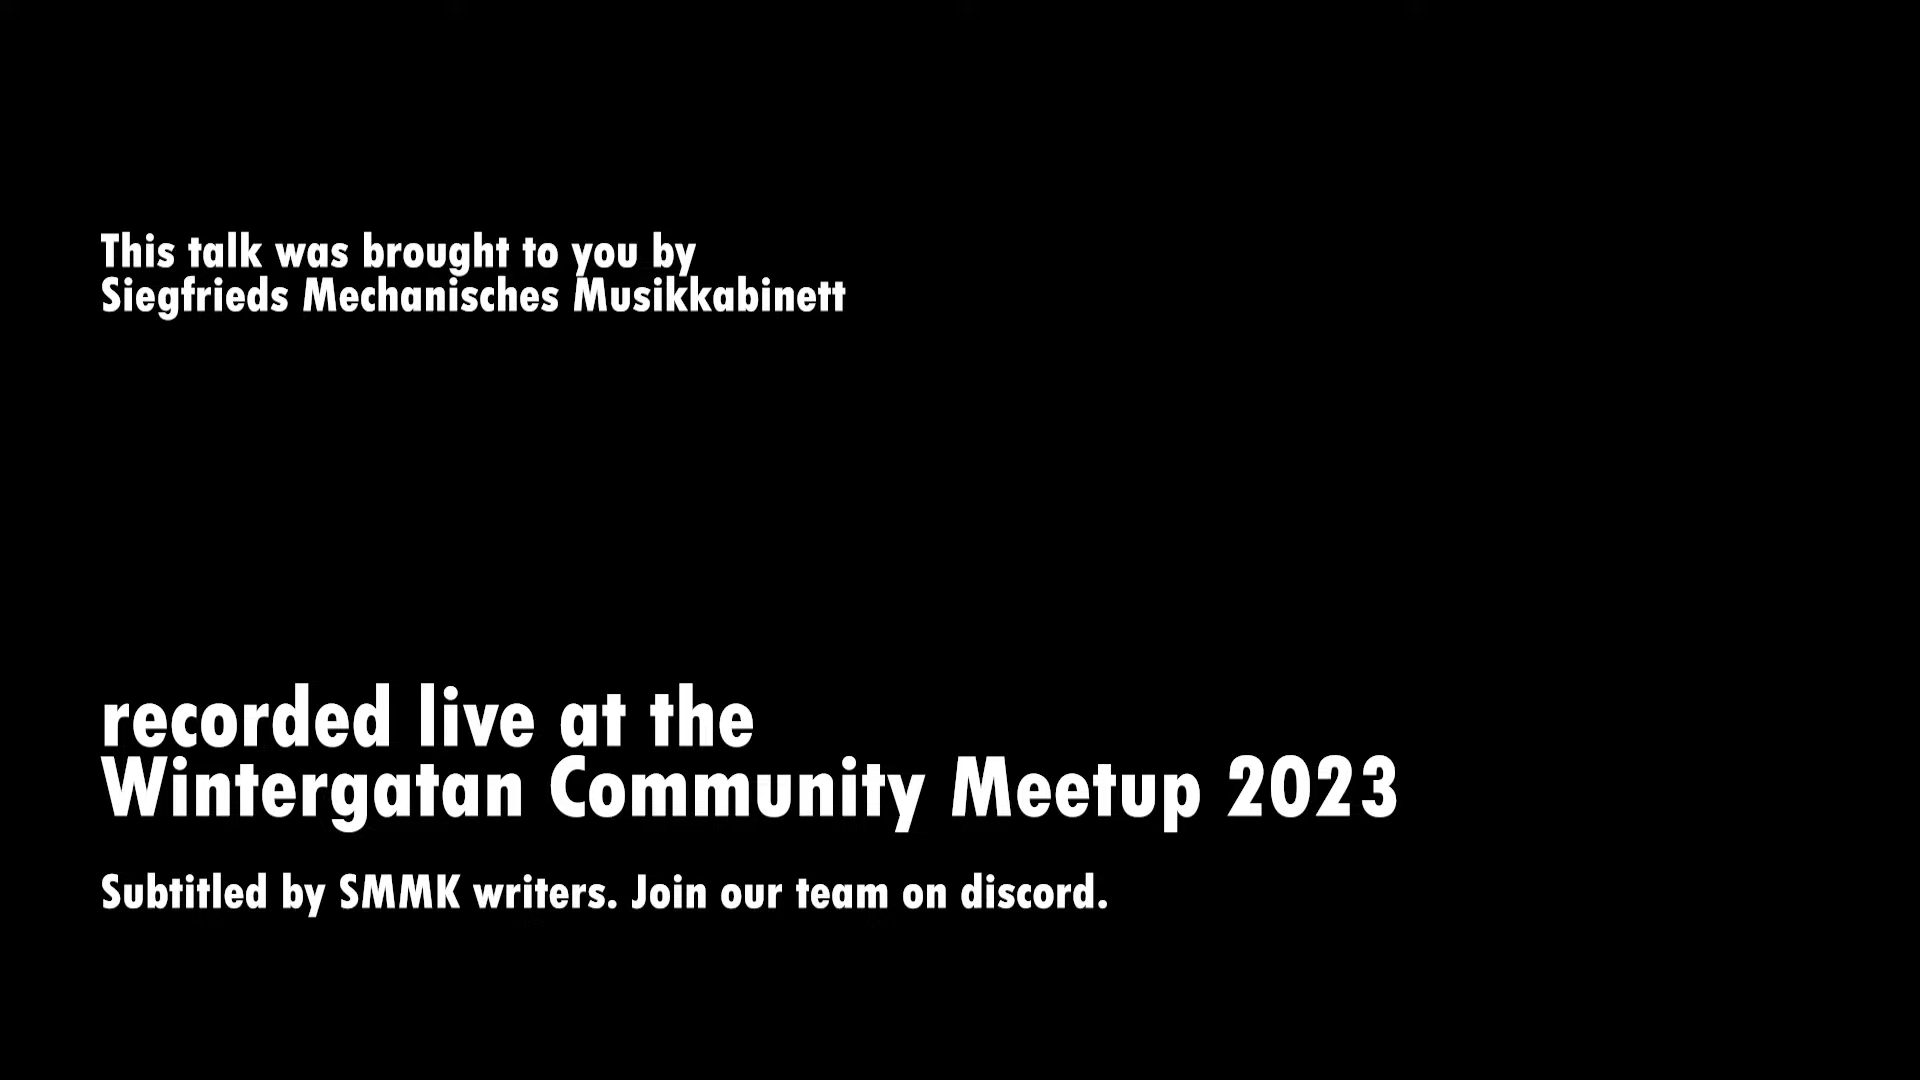 This talk was brought to you by
Siegfrieds Mechanisches Musikkabinett
recorded live at the
Wintergatan Community Meetup 2023
Subtitled by SMMK writers. Join our team on discord.